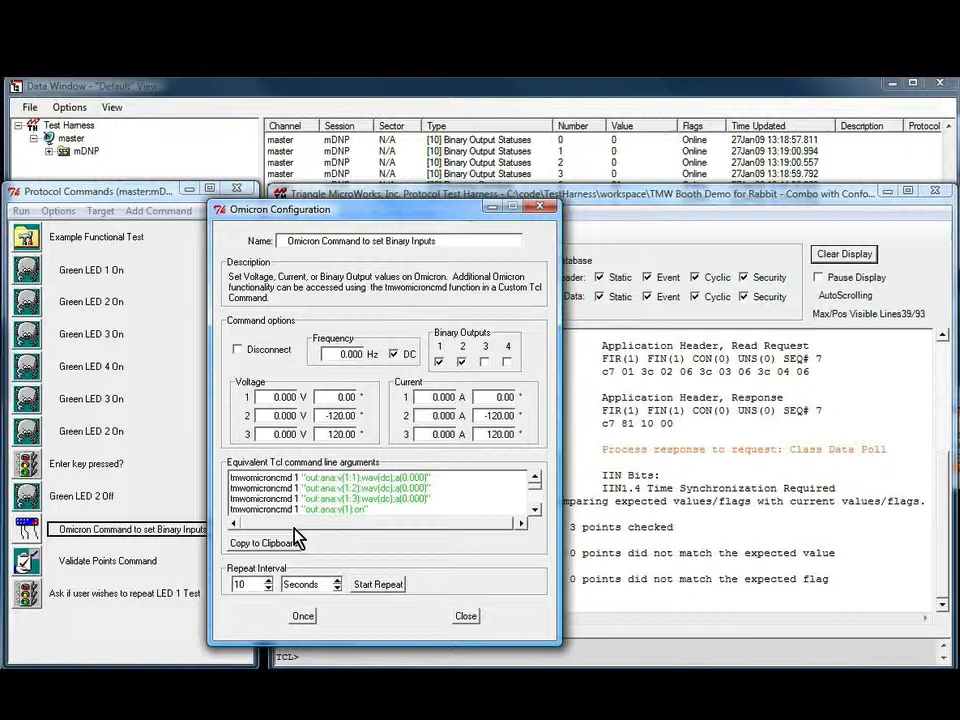 Data Window - "Default" View
File Options View
Test Harness
master
mDNP
Channel Session Sector Type Number Value Flags Time Updated Description Protocol
master mDNP N/A [10] Binary Output Statuses 0 0 Online 27Jan09 13:18:57.811
master mDNP N/A [10] Binary Output Statuses 1 0 Online 27Jan09 13:19:00.994
master mDNP N/A [10] Binary Output Statuses 2 0 Online 27Jan09 13:19:00.557
master mDNP N/A [10] Binary Output Statuses 3 0 Online 27Jan09 13:18:59.792
Protocol Commands (master:mD...
Run Options Target Add Command
Example Functional Test
Green LED 1 On
Green LED 2 On
Green LED 3 On
Green LED 4 On
Green LED 3 On
Green LED 2 On
Enter key pressed?
Green LED 2 Off
Omicron Command to set Binary Inputs
Validate Points Command
Ask if user wishes to repeat LED 1 Test
Triangle MicroWorks, Inc. Protocol Test Harness - C:\code\TestHarness\workspace\TMW Booth Demo for Rabbit - Combo with Confo...
Omicron Configuration
Name: Omicron Command to set Binary Inputs
Description
Set Voltage, Current, or Binary Output values on Omicron. Additional Omicron
functionality can be accessed using the tmwomicroncmd function in a Custom Tcl
Command.
Command options
Disconnect
Frequency
0.000 Hz DC
Binary Outputs
1 2 3 4
Voltage
1 0.000 V 0.00 °
2 0.000 V -120.00 °
3 0.000 V 120.00 °
Current
1 0.000 A 0.00 °
2 0.000 A -120.00 °
3 0.000 A 120.00 °
Equivalent Tcl command line arguments
tmwomicroncmd 1 "out:ana:v(1:1):wav(dc);a(0.000)"
tmwomicroncmd 1 "out:ana:v(1:2):wav(dc);a(0.000)"
tmwomicroncmd 1 "out:ana:v(1:3):wav(dc);a(0.000)"
tmwomicroncmd 1 "out:ana:v(1):on"
Copy to Clipboard
Repeat Interval
10 Seconds Start Repeat
Once Close
atabase
eader: Static Event Cyclic Security
Data: Static Event Cyclic Security
Clear Display
Pause Display
AutoScrolling
Max/Pos Visible Lines39/93
Application Header, Read Request
FIR(1) FIN(1) CON(0) UNS(0) SEQ# 7
c7 01 3c 02 06 3c 03 06 3c 04 06
Application Header, Response
FIR(1) FIN(1) CON(0) UNS(0) SEQ# 7
c7 81 10 00
Process response to request: Class Data Poll
IIN Bits:
IIN1.4 Time Synchronization Required
mparing expected values/flags with current values/flags.
3 points checked
0 points did not match the expected value
0 points did not match the expected flag
TCL>